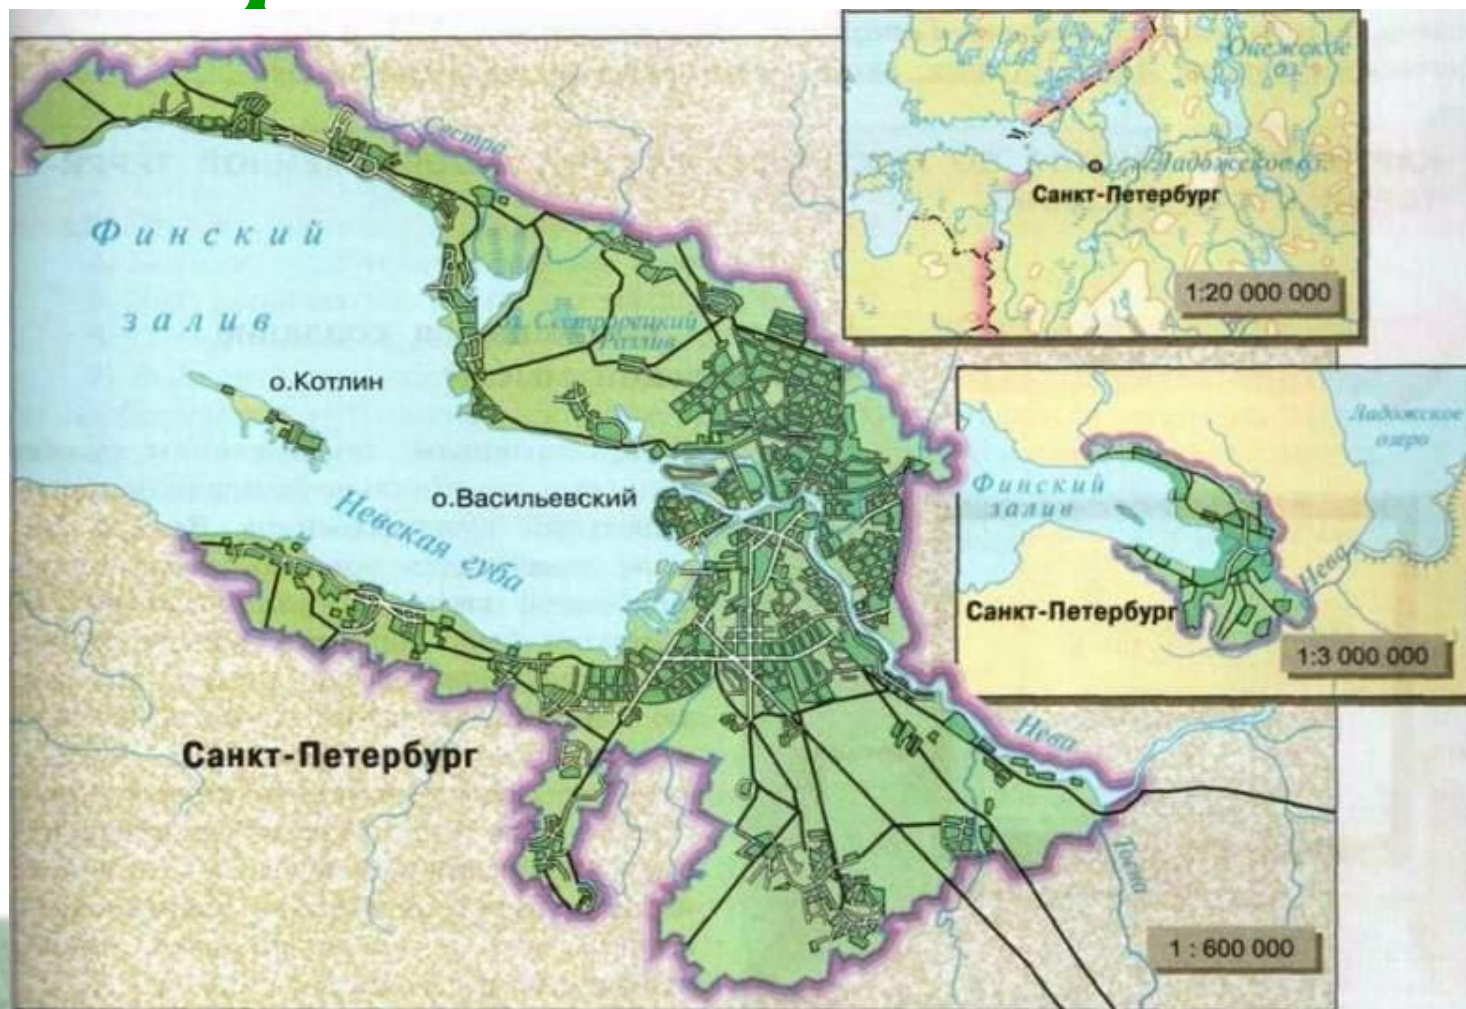 Сестра
Финский
залив
о.Котлин
Сестрорецкий
Разлив
о.Васильевский
Невская губа
Санкт-Петербург
Нева
Тосна
1 : 600 000
Онежское
оз.
Ладожское оз.
Санкт-Петербург
1:20 000 000
Ладожское
озеро
Финский
залив
Нева
Санкт-Петербург
1:3 000 000